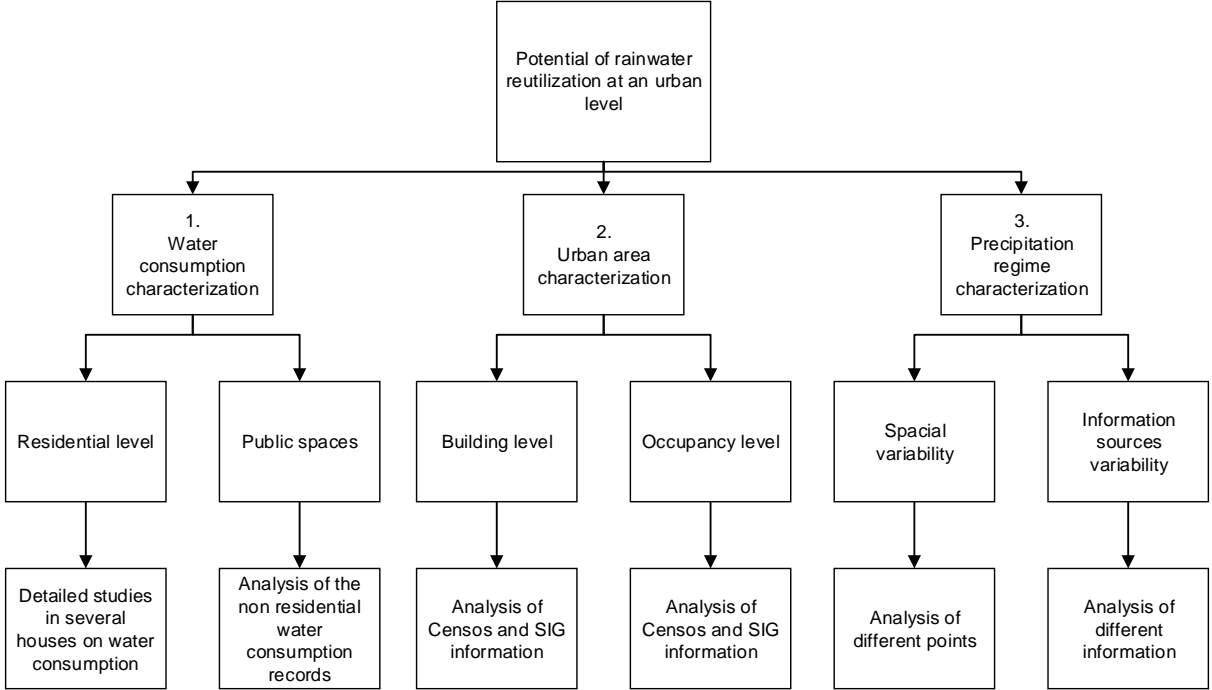 Potential of rainwater
reutilization at an urban
level
1.
Water
consumption
characterization
2.
Urban area
characterization
3.
Precipitation
regime
characterization
Residential level
Public spaces
Building level
Occupancy level
Spacial
variability
Information
sources
variability
Detailed studies
in several
houses on water
consumption
Analysis of the
non residential
water
consumption
records
Analysis of
Censos and SIG
information
Analysis of
Censos and SIG
information
Analysis of
different points
Analysis of
different
information